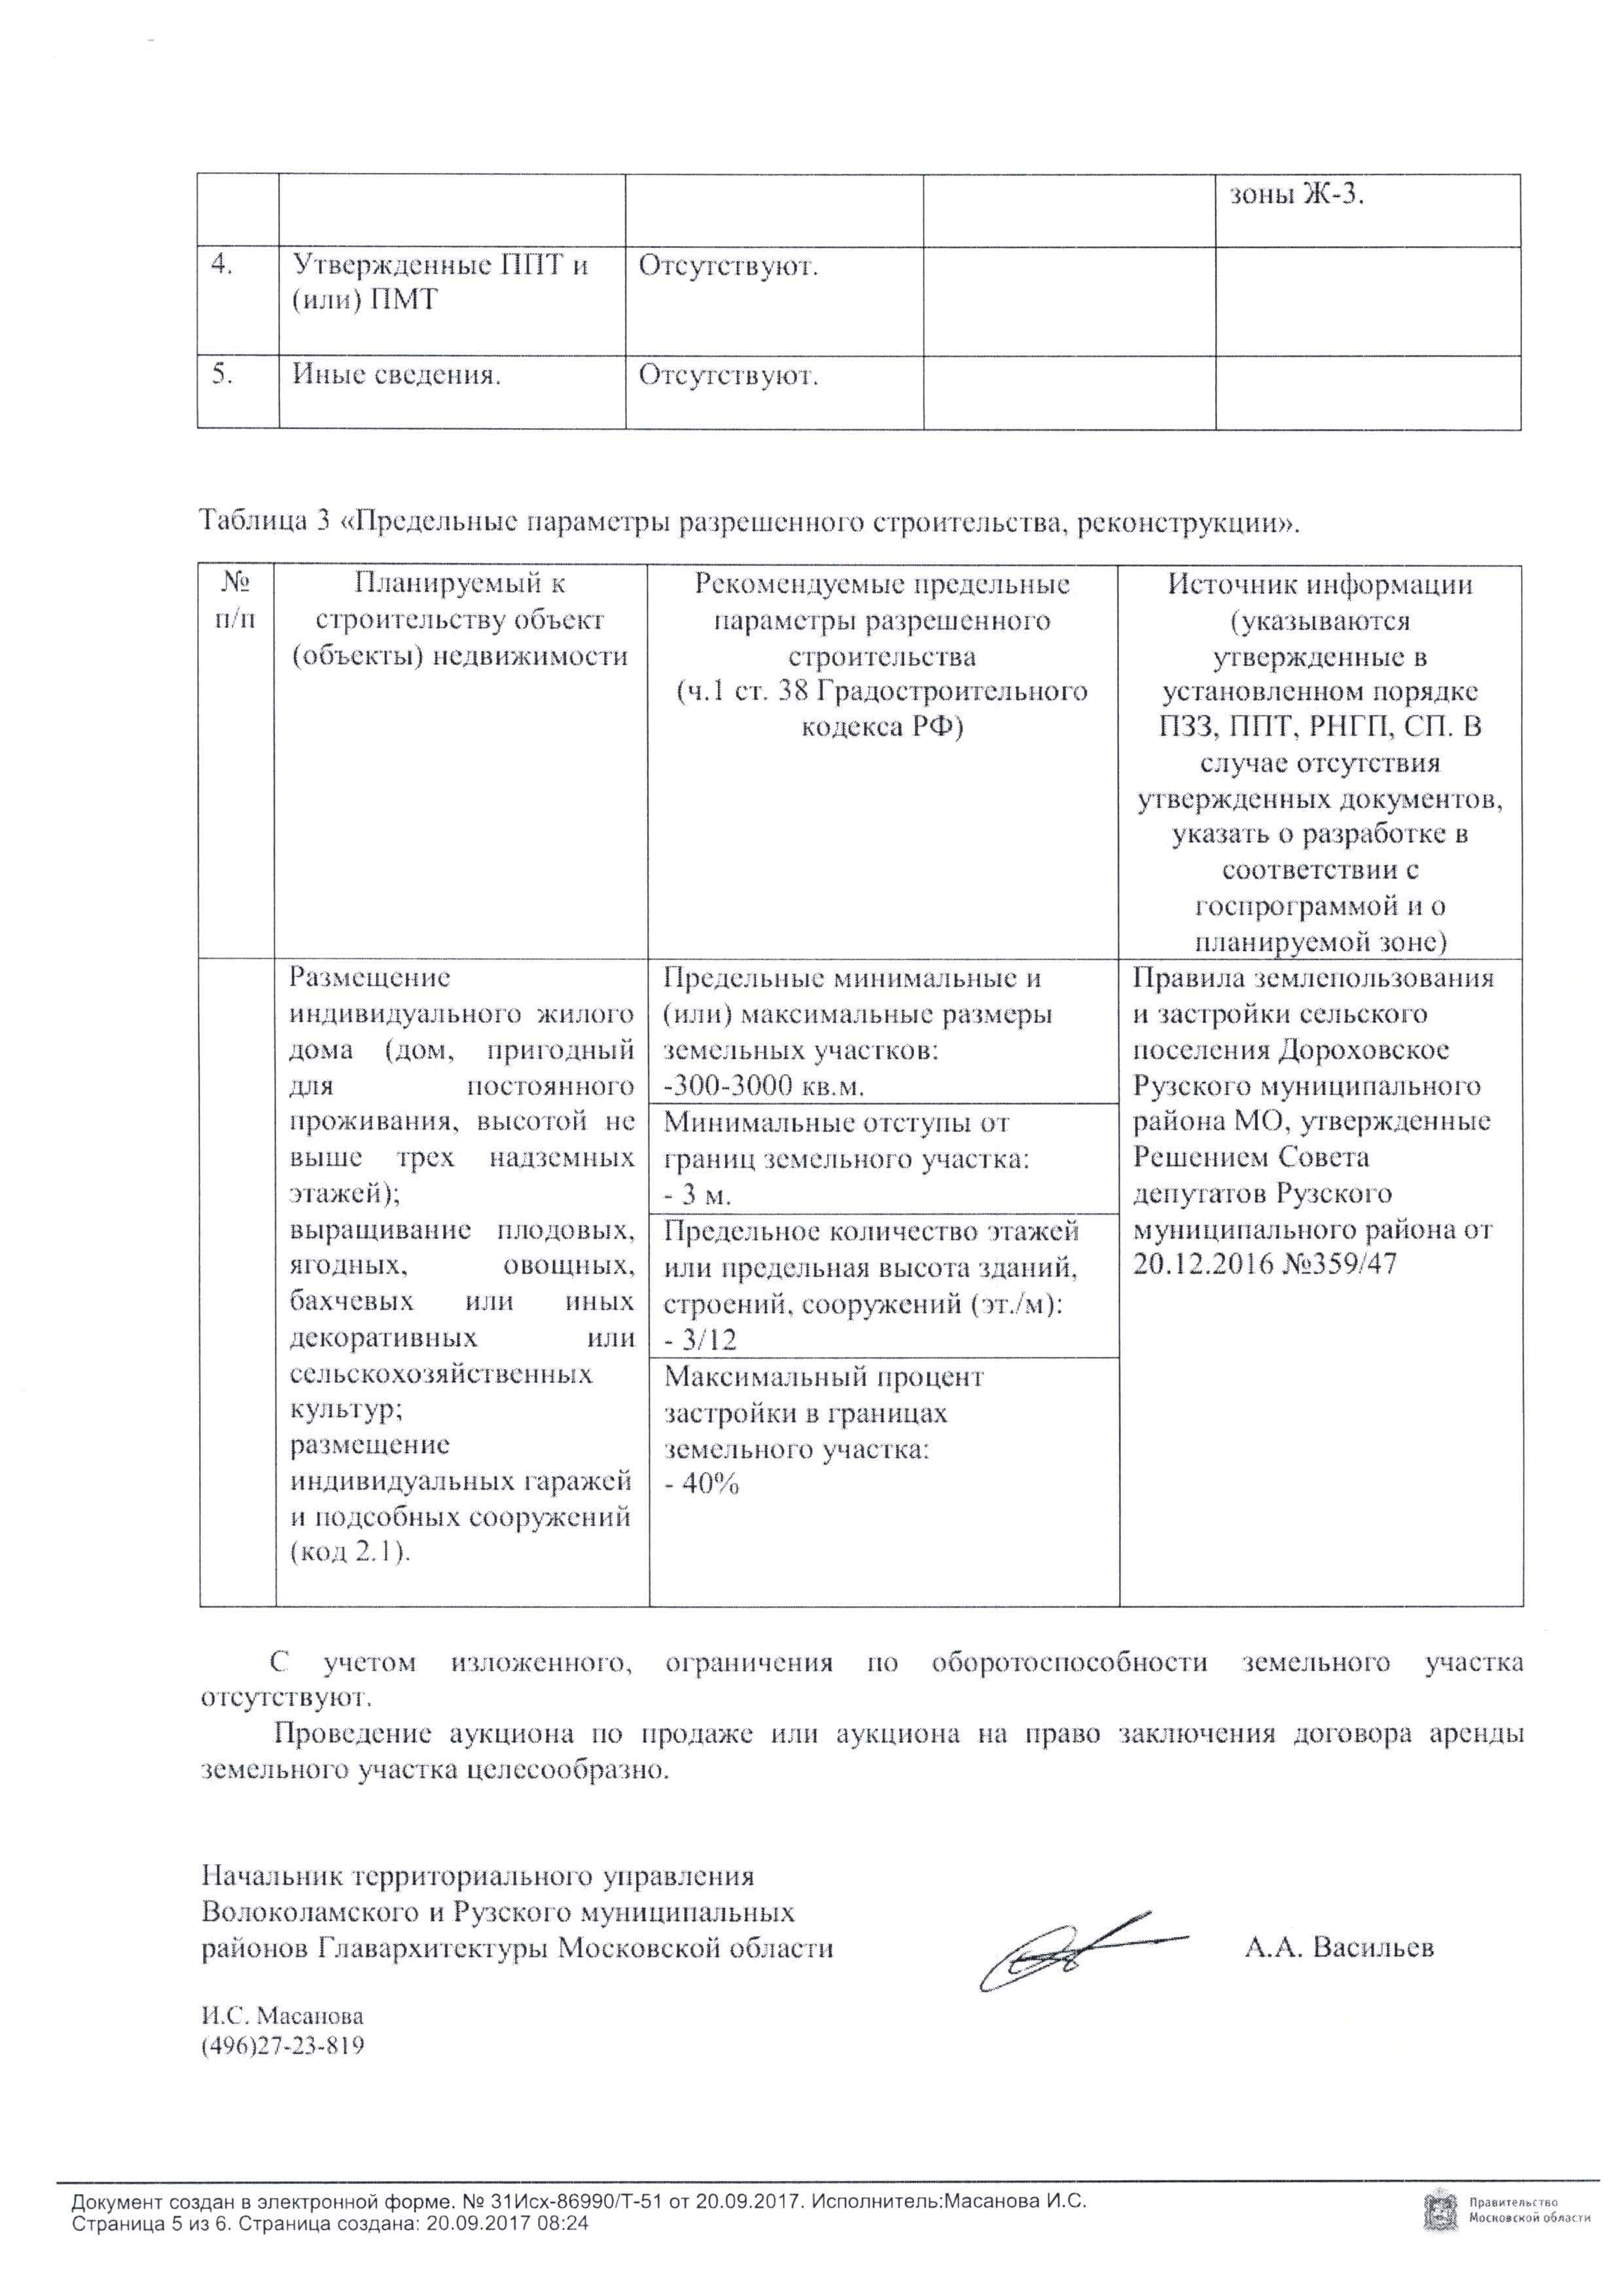 зоны Ж-3.
4.
Утвержденные ППТ и
(или) ПМТ
Отсутствуют.
5.
Иные сведения.
Отсутствуют.
Таблица 3 «Предельные параметры разрешенного строительства, реконструкции».
№
п/п
Планируемый к
строительству объект
(объекты) недвижимости
Рекомендуемые предельные
параметры разрешенного
строительства
(ч.1 ст. 38 Градостроительного
кодекса РФ)
Источник информации
(указываются
утвержденные в
установленном порядке
ПЗЗ, ППТ, РНГП, СП. В
случае отсутствия
утвержденных документов,
указать о разработке в
соответствии с
госпрограммой и о
планируемой зоне)
Размещение
индивидуального жилого
дома (дом, пригодный
для постоянного
проживания, высотой не
выше трех надземных
этажей);
выращивание плодовых,
ягодных, овощных,
бахчевых или иных
декоративных или
сельскохозяйственных
культур;
размещение
индивидуальных гаражей
и подсобных сооружений
(код 2.1).
Предельные минимальные и
(или) максимальные размеры
земельных участков:
-300-3000 кв.м.
Минимальные отступы от
границ земельного участка:
- 3 м.
Предельное количество этажей
или предельная высота зданий,
строений, сооружений (эт./м):
- 3/12
Максимальный процент
застройки в границах
земельного участка:
- 40%
Правила землепользования
и застройки сельского
поселения Дороховское
Рузского муниципального
района МО, утвержденные
Решением Совета
депутатов Рузского
муниципального района от
20.12.2016 №359/47
С учетом изложенного, ограничения по оборотоспособности земельного участка
отсутствуют.
Проведение аукциона по продаже или аукциона на право заключения договора аренды
земельного участка целесообразно.
Начальник территориального управления
Волоколамского и Рузского муниципальных
районов Главархитектуры Московской области
А.А. Васильев
И.С. Масанова
(496)27-23-819
Документ создан в электронной форме. № 31Исх-86990/Т-51 от 20.09.2017. Исполнитель:Масанова И.С.
Страница 5 из 6. Страница создана: 20.09.2017 08:24
Правительство
Московской области